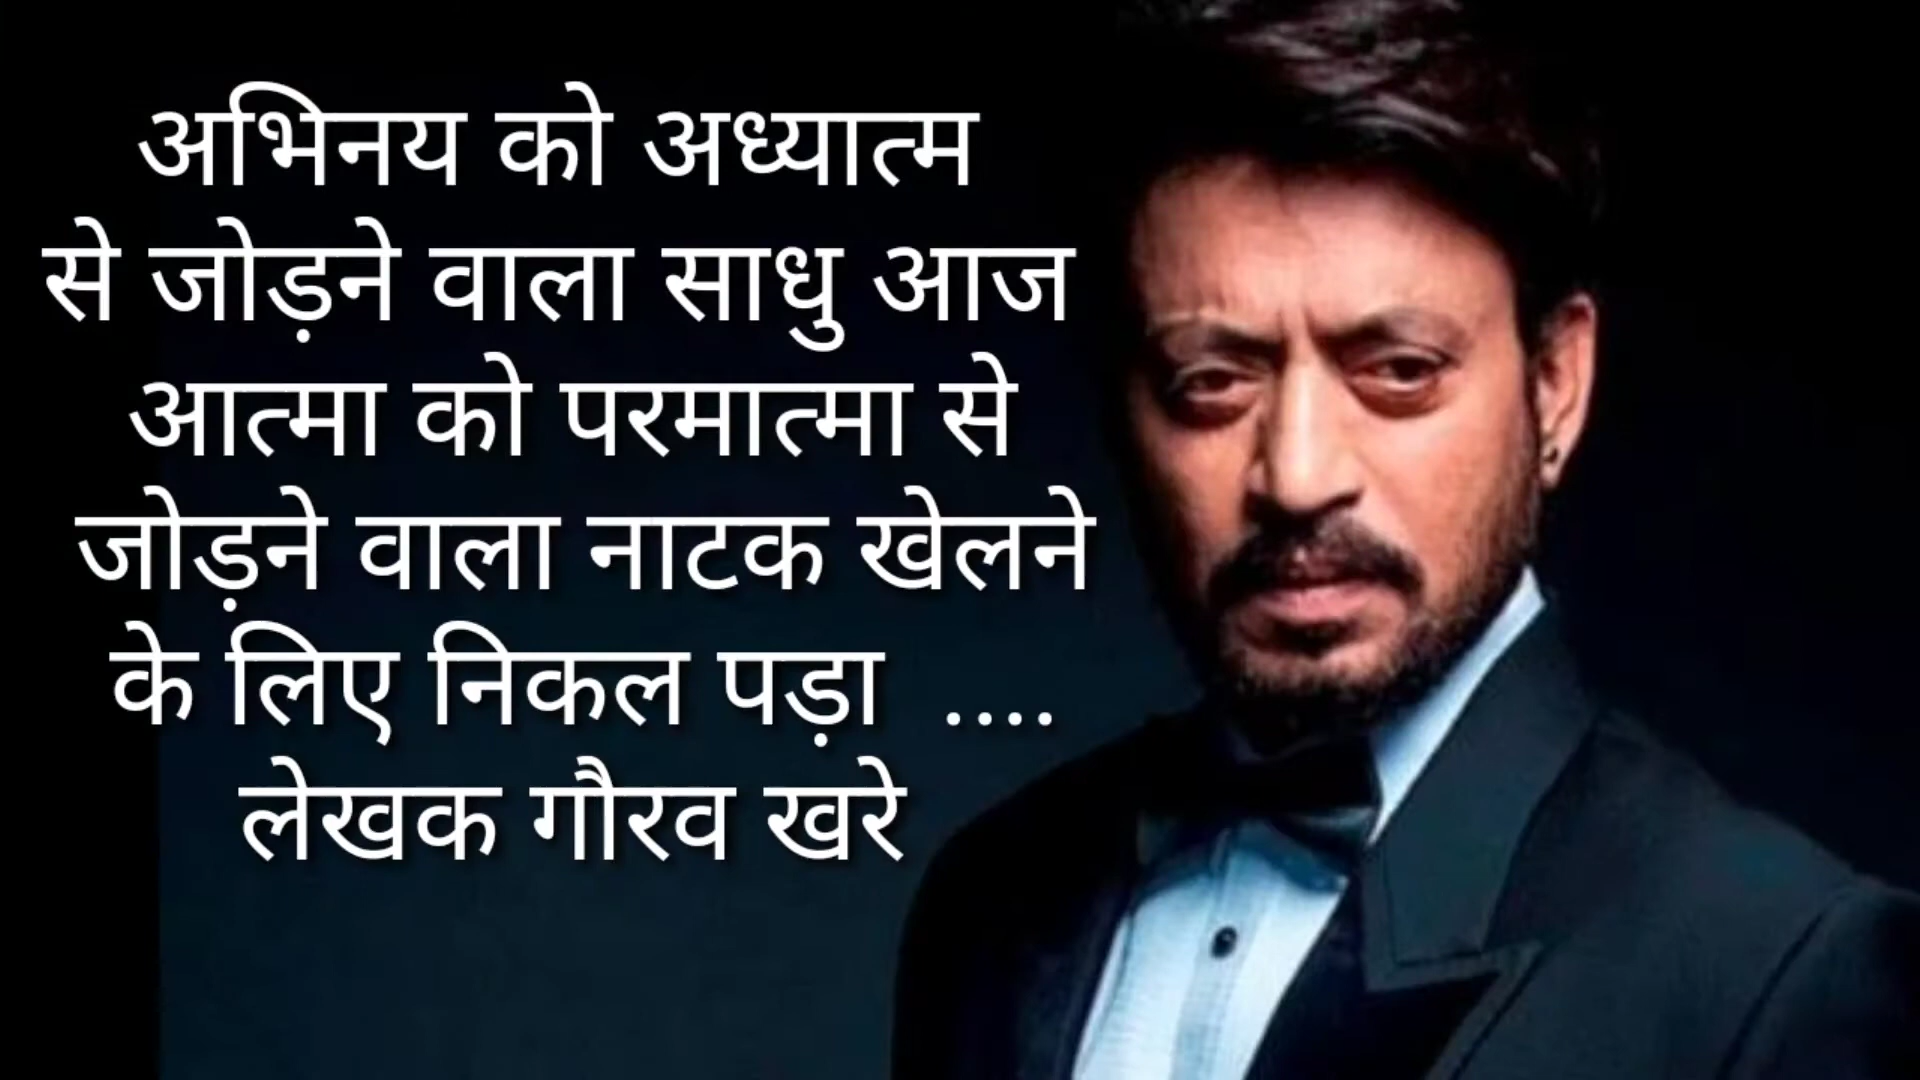 अभिनय को अध्यात्म
से जोड़ने वाला साधु आज
आत्मा को परमात्मा से
जोड़ने वाला नाटक खेलने
के लिए निकल पड़ा ....
लेखक गौरव खरे